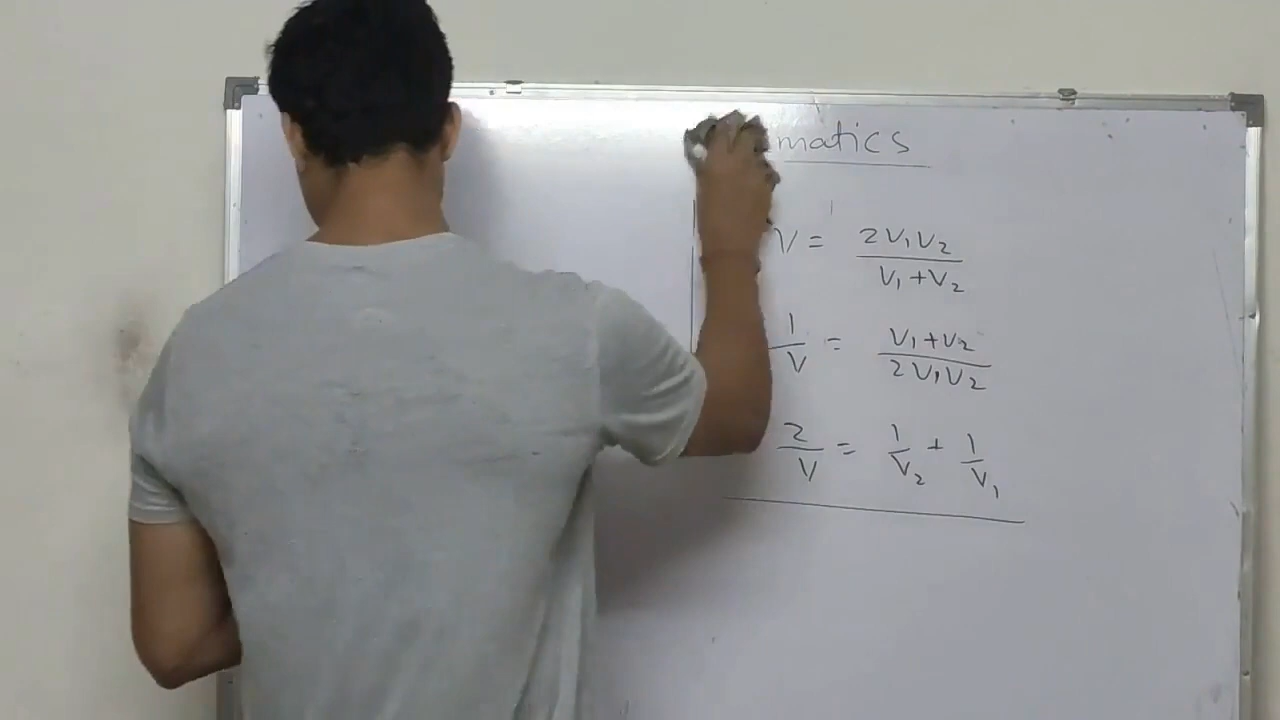 matics
V = 2V₁V₂ / V₁+V₂
1/V = V₁+V₂ / 2V₁V₂
2/V = 1/V₂ + 1/V₁